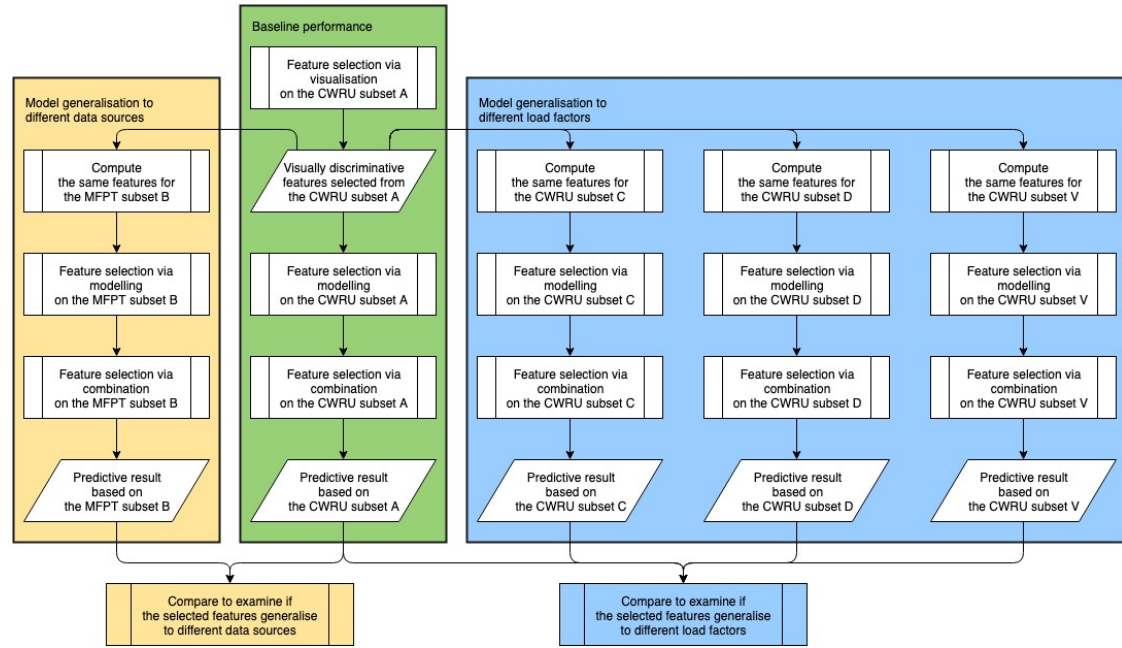 Baseline performance
Feature selection via
visualisation
on the CWRU subset A
Visually discriminative
features selected from
the CWRU subset A
Feature selection via
modelling
on the CWRU subset A
Feature selection via
combination
on the CWRU subset A
Predictive result
based on
the CWRU subset A
Model generalisation to
different data sources
Compute
the same features for
the MFPT subset B
Feature selection via
modelling
on the MFPT subset B
Feature selection via
combination
on the MFPT subset B
Predictive result
based on
the MFPT subset B
Model generalisation to
different load factors
Compute
the same features for
the CWRU subset C
Feature selection via
modelling
on the CWRU subset C
Feature selection via
combination
on the CWRU subset C
Predictive result
based on
the CWRU subset C
Compute
the same features for
the CWRU subset D
Feature selection via
modelling
on the CWRU subset D
Feature selection via
combination
on the CWRU subset D
Predictive result
based on
the CWRU subset D
Compute
the same features for
the CWRU subset V
Feature selection via
modelling
on the CWRU subset V
Feature selection via
combination
on the CWRU subset V
Predictive result
based on
the CWRU subset V
Compare to examine if
the selected features generalise
to different data sources
Compare to examine if
the selected features generalise
to different load factors